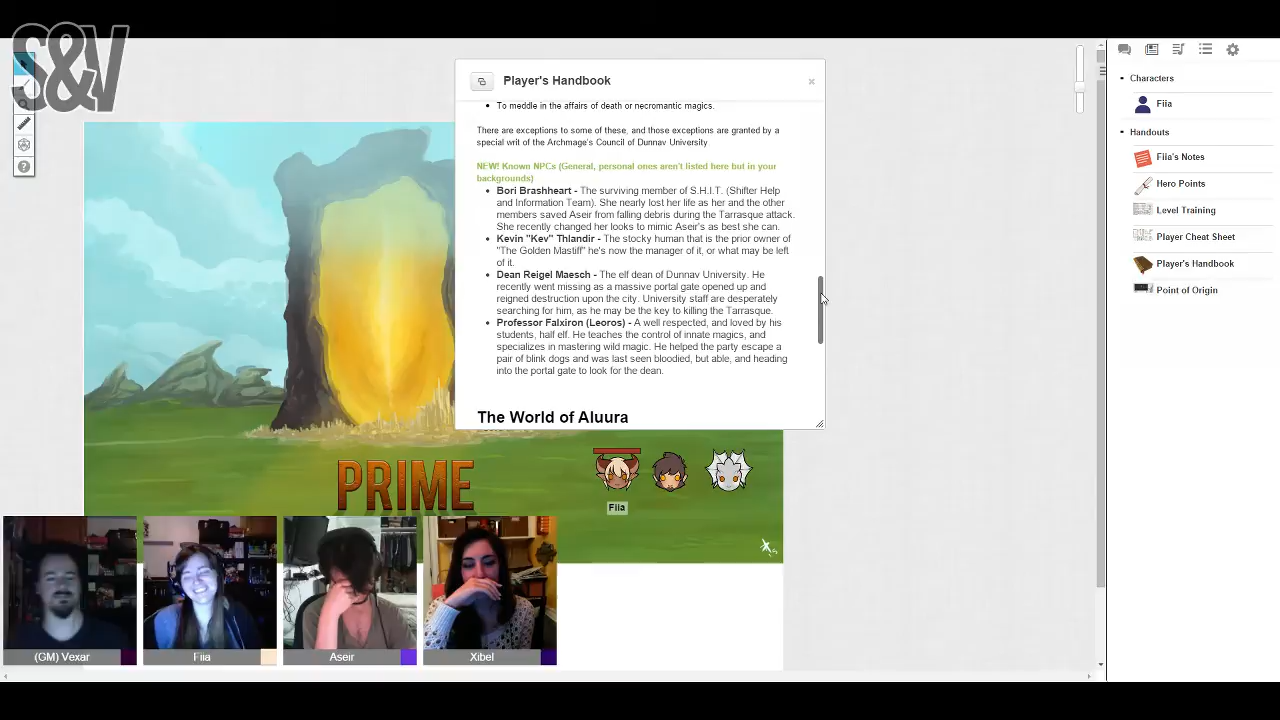 S&V
Player's Handbook
To meddle in the affairs of death or necromantic magics.
There are exceptions to some of these, and those exceptions are granted by a
special writ of the Archmage's Council of Dunnav University
NEW! Known NPCs (General, personal ones aren't listed here but in your
backgrounds)
Bori Brashheart - The surviving member of S.H.I.T. (Shifter Help
and Information Team). She nearly lost her life as her and the other
members saved Aseir from falling debris during the Tarrasque attack.
She recently changed her looks to mimic Aseir's as best she can.
Kevin "Kev" Thlandir - The stocky human that is the prior owner of
"The Golden Mastiff" he's now the manager of it, or what may be left
of it.
Dean Reigel Maesch - The elf dean of Dunnav University. He
recently went missing as a massive portal gate opened up and
reigned destruction upon the city. University staff are desperately
searching for him, as he may be the key to killing the Tarrasque.
Professor Falxiron (Leoros) - A well respected, and loved by his
students, half elf. He teaches the control of innate magics, and
specializes in mastering wild magic. He helped the party escape a
pair of blink dogs and was last seen bloodied, but able, and heading
into the portal gate to look for the dean.
The World of Aluura
PRIME
Fiia
(GM) Vexar
Fiia
Aseir
Xibel
Characters
Fiia
Handouts
Fiia's Notes
Hero Points
Level Training
Player Cheat Sheet
Player's Handbook
Point of Origin